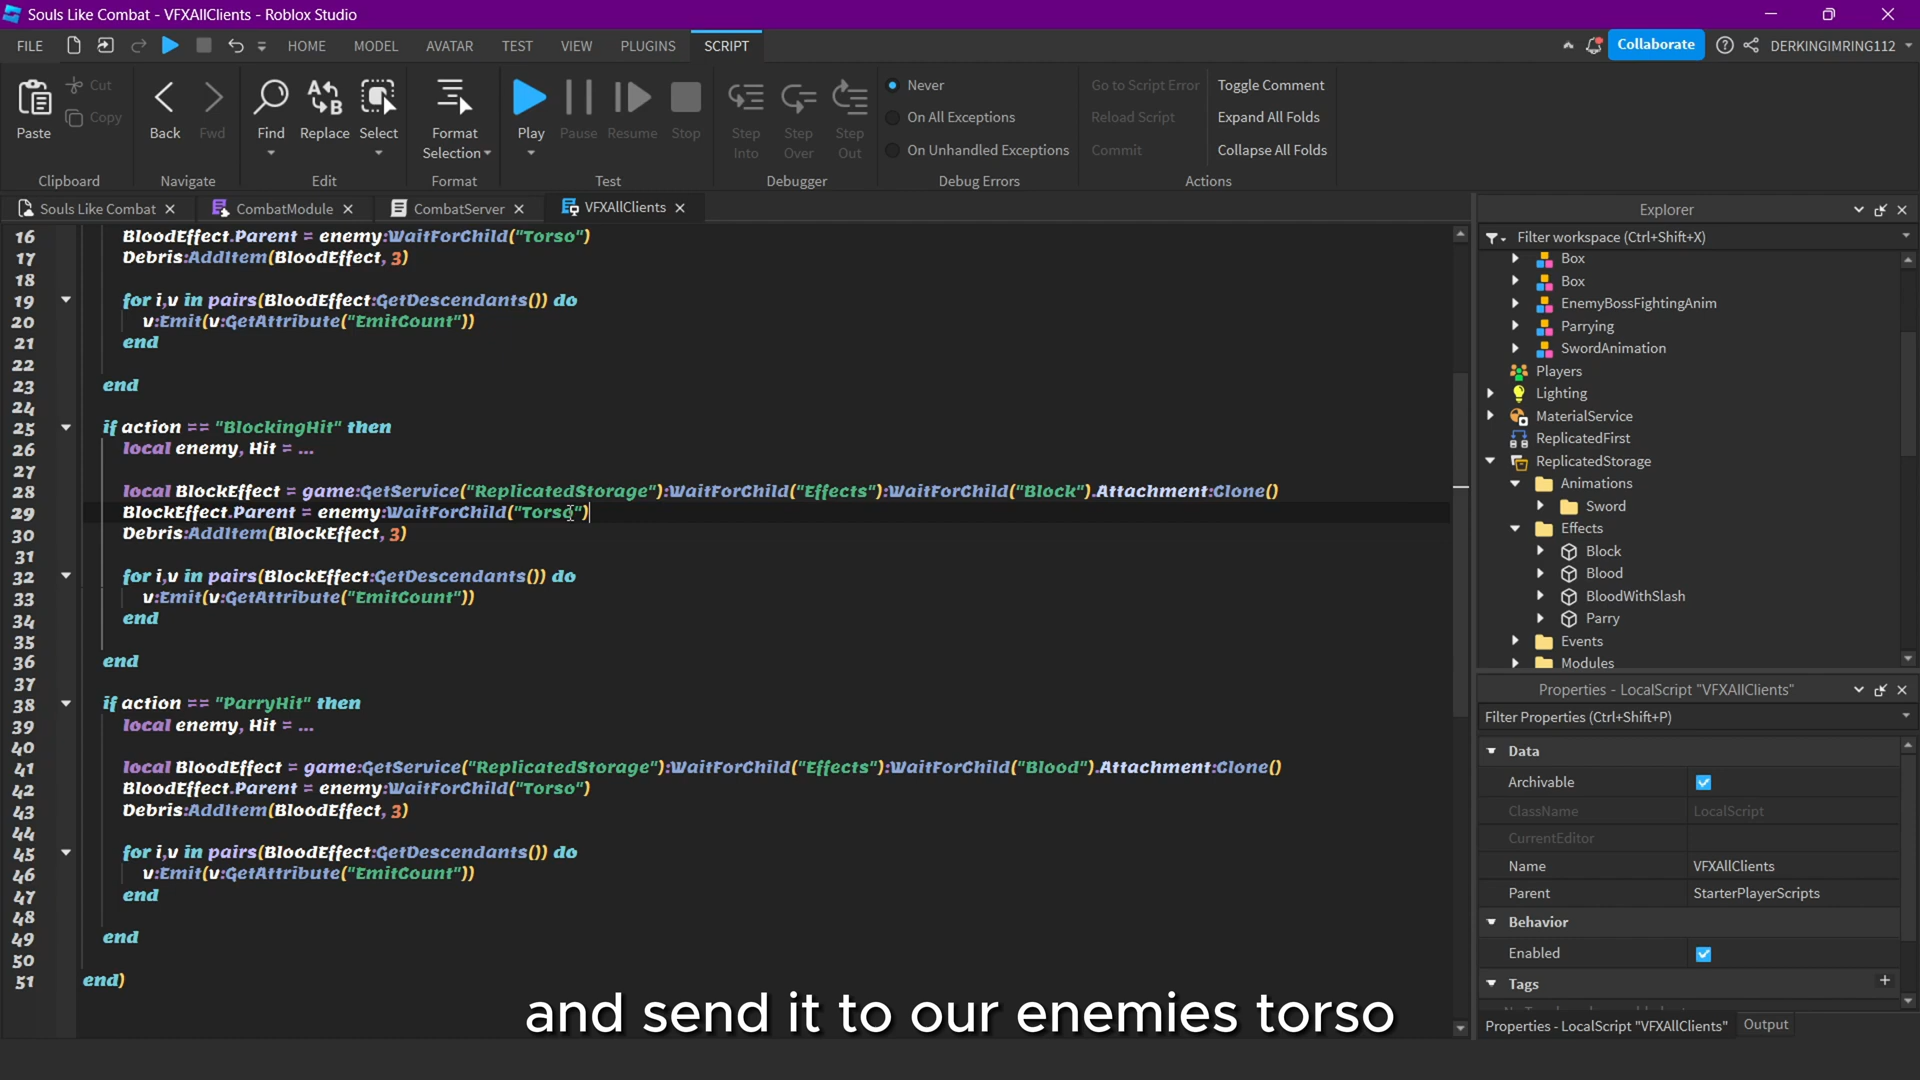 Souls Like Combat - VFXAllClients - Roblox Studio
FILE HOME MODEL AVATAR TEST VIEW PLUGINS SCRIPT Collaborate DERKINGIMRING112
Paste Cut Copy Back Fwd Find Replace Select Format Selection Play Pause Resume Stop Step Into Step Over Step Out
Never
On All Exceptions
On Unhandled Exceptions
Go to Script Error
Reload Script
Commit
Toggle Comment
Expand All Folds
Collapse All Folds
Clipboard Navigate Edit Format Test Debugger Debug Errors Actions
Souls Like Combat CombatModule CombatServer VFXAllClients
16 BloodEffect.Parent = enemy:WaitForChild("Torso")
17 Debris:AddItem(BloodEffect, 3)
18
19 for i,v in pairs(BloodEffect:GetDescendants()) do
20 v:Emit(v:GetAttribute("EmitCount"))
21 end
22
23 end
24
25 if action == "BlockingHit" then
26 local enemy, Hit = ...
27
28 local BlockEffect = game:GetService("ReplicatedStorage"):WaitForChild("Effects"):WaitForChild("Block").Attachment:Clone()
29 BlockEffect.Parent = enemy:WaitForChild("Torso")
30 Debris:AddItem(BlockEffect, 3)
31
32 for i,v in pairs(BlockEffect:GetDescendants()) do
33 v:Emit(v:GetAttribute("EmitCount"))
34 end
35
36 end
37
38 if action == "ParryHit" then
39 local enemy, Hit = ...
40
41 local BloodEffect = game:GetService("ReplicatedStorage"):WaitForChild("Effects"):WaitForChild("Blood").Attachment:Clone()
42 BloodEffect.Parent = enemy:WaitForChild("Torso")
43 Debris:AddItem(BloodEffect, 3)
44
45 for i,v in pairs(BloodEffect:GetDescendants()) do
46 v:Emit(v:GetAttribute("EmitCount"))
47 end
48
49 end
50
51 end)
and send it to our enemies torso
Explorer
Filter workspace (Ctrl+Shift+X)
Box
Box
EnemyBossFightingAnim
Parrying
SwordAnimation
Players
Lighting
MaterialService
ReplicatedFirst
ReplicatedStorage
Animations
Sword
Effects
Block
Blood
BloodWithSlash
Parry
Events
Modules
Properties - LocalScript "VFXAllClients"
Filter Properties (Ctrl+Shift+P)
Data
Archivable
ClassName LocalScript
CurrentEditor
Name VFXAllClients
Parent StarterPlayerScripts
Behavior
Enabled
Tags
Properties - LocalScript "VFXAllClients" Output